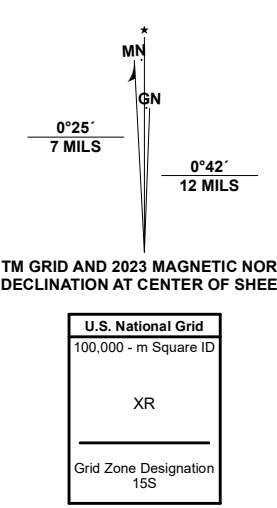 ★
MN
GN
0°25´
7 MILS
0°42´
12 MILS
TM GRID AND 2023 MAGNETIC NOR
DECLINATION AT CENTER OF SHEE
U.S. National Grid
100,000 - m Square ID
XR
Grid Zone Designation
15S